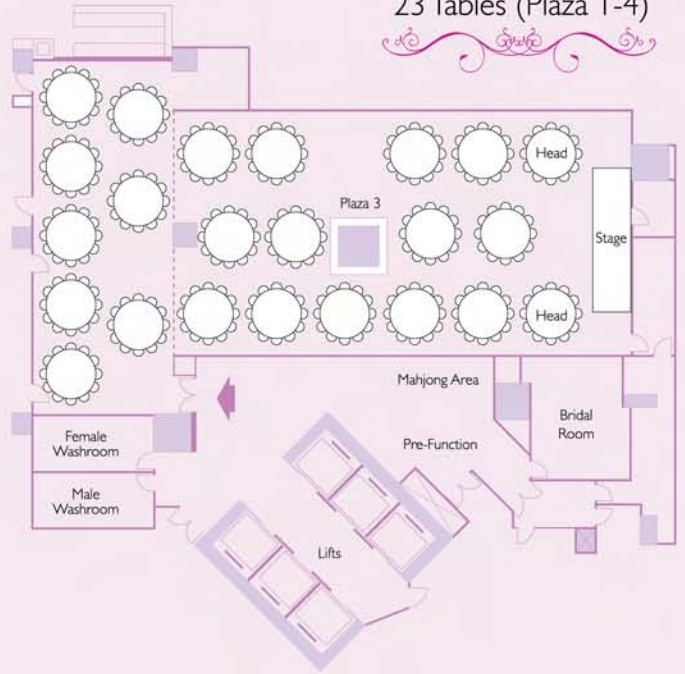 23 Tables (Plaza 1-4)
Head
Plaza 3
Stage
Head
Mahjong Area
Bridal
Room
Pre-Function
Female
Washroom
Male
Washroom
Lifts